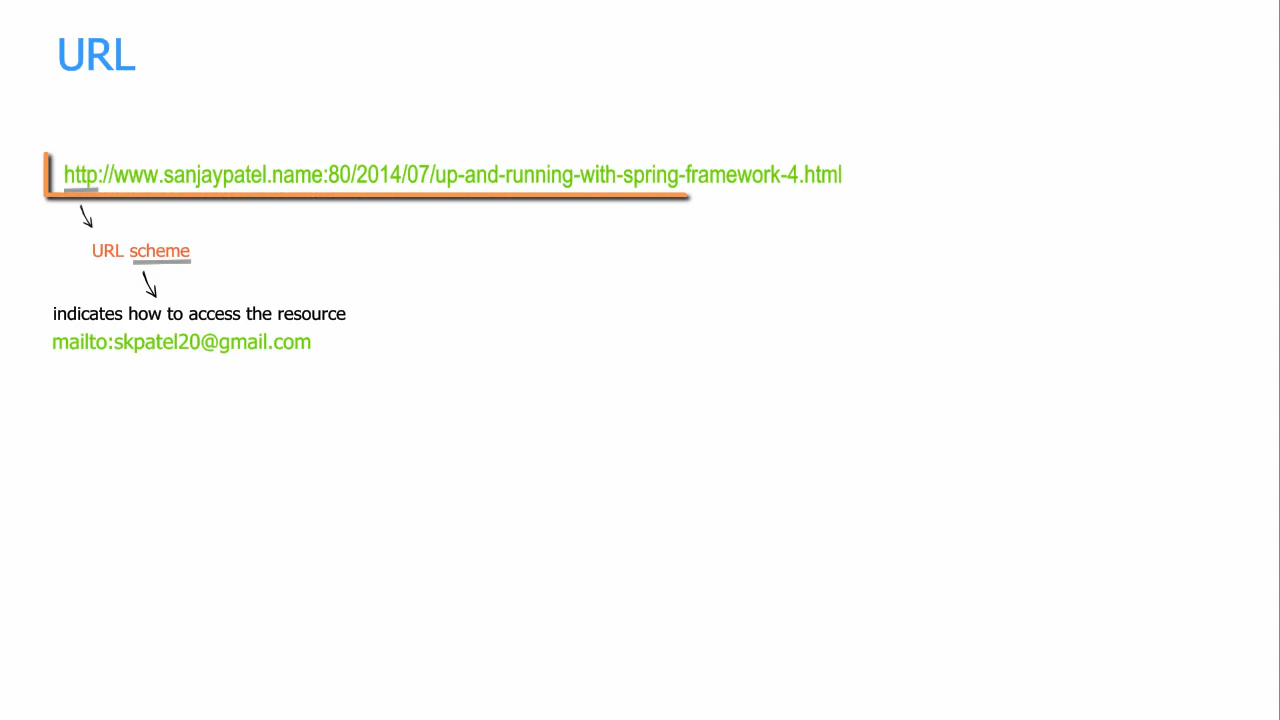 URL
http://www.sanjaypatel.name:80/2014/07/up-and-running-with-spring-framework-4.html
URL scheme
indicates how to access the resource
mailto:skpatel20@gmail.com